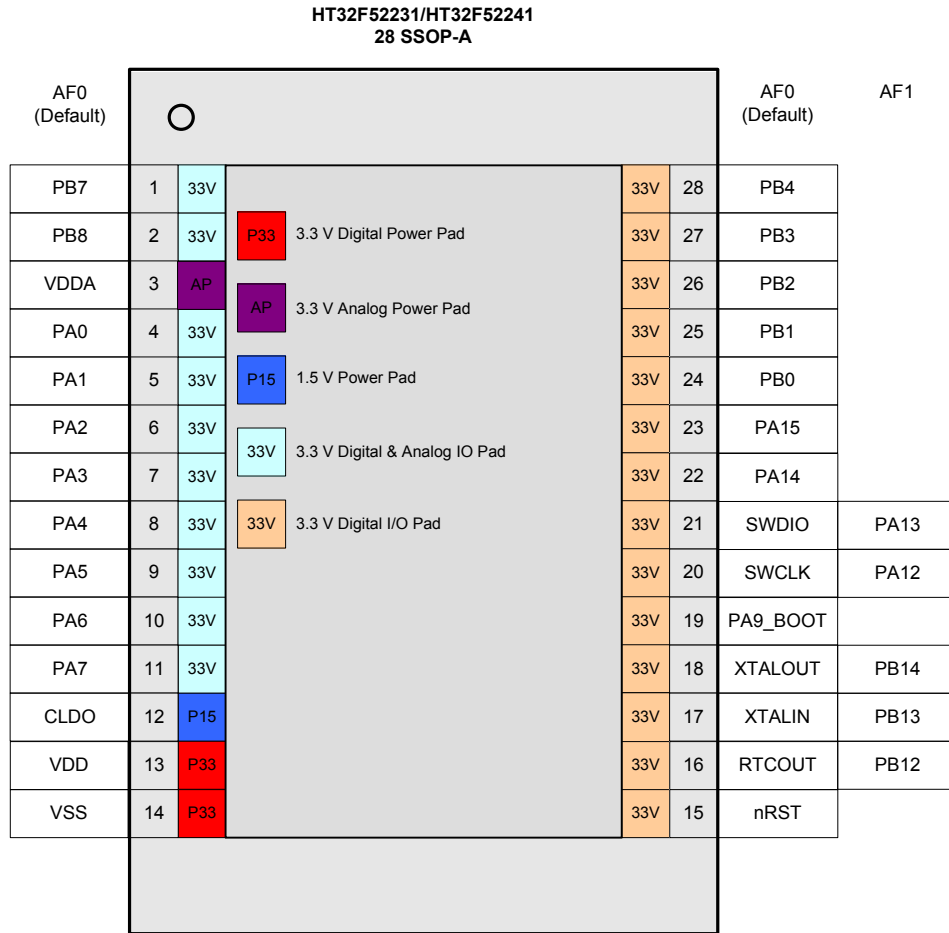 HT32F52231/HT32F52241
28 SSOP-A
AF0
(Default)
AF0
(Default)
AF1
PB7 1 33V 33V 28 PB4
PB8 2 33V P33 3.3 V Digital Power Pad 33V 27 PB3
VDDA 3 AP AP 3.3 V Analog Power Pad 33V 26 PB2
PA0 4 33V 33V 25 PB1
PA1 5 33V P15 1.5 V Power Pad 33V 24 PB0
PA2 6 33V 33V 3.3 V Digital & Analog IO Pad 33V 23 PA15
PA3 7 33V 33V 22 PA14
PA4 8 33V 33V 3.3 V Digital I/O Pad 33V 21 SWDIO PA13
PA5 9 33V 33V 20 SWCLK PA12
PA6 10 33V 33V 19 PA9_BOOT
PA7 11 33V 33V 18 XTALOUT PB14
CLDO 12 P15 33V 17 XTALIN PB13
VDD 13 P33 33V 16 RTCOUT PB12
VSS 14 P33 33V 15 nRST